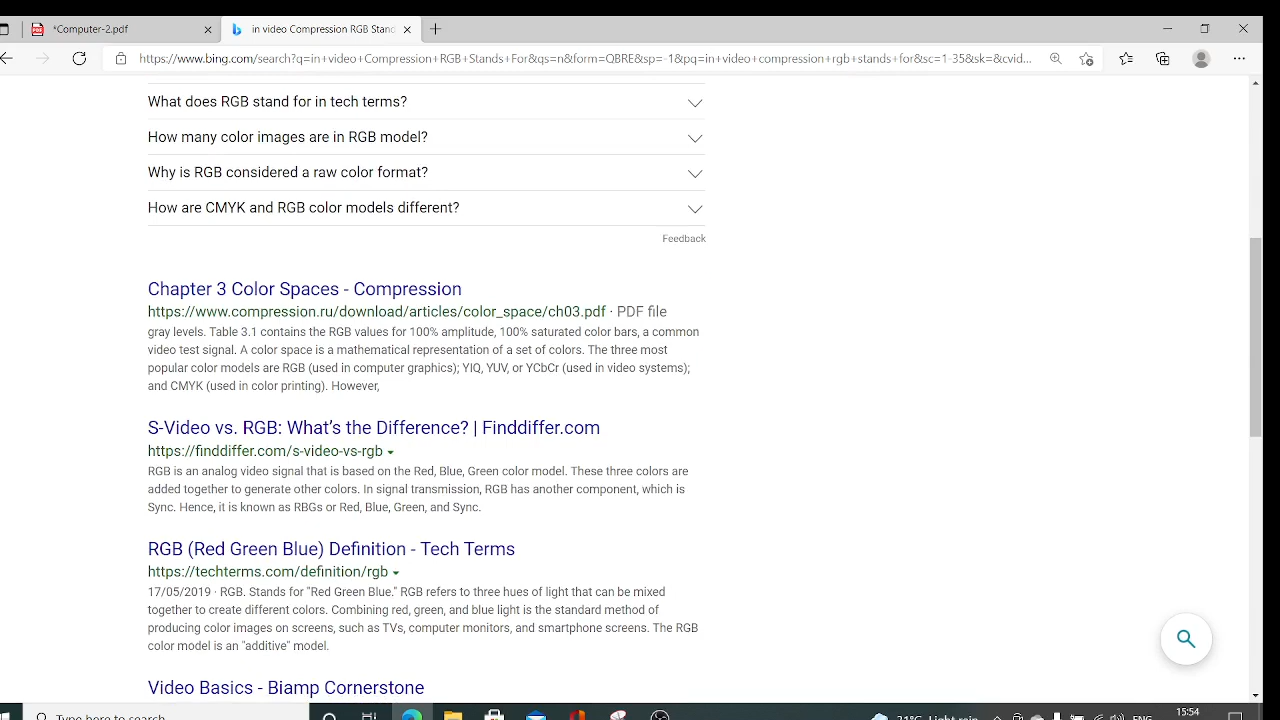 *Computer-2.pdf
in video Compression RGB Stand
https://www.bing.com/search?q=in+video+Compression+RGB+Stands+For&qs=n&form=QBRE&sp=-1&pq=in+video+compression+rgb+stands+for&sc=1-35&sk=&cvid...
What does RGB stand for in tech terms?
How many color images are in RGB model?
Why is RGB considered a raw color format?
How are CMYK and RGB color models different?
Feedback
Chapter 3 Color Spaces - Compression
https://www.compression.ru/download/articles/color_space/ch03.pdf · PDF file
gray levels. Table 3.1 contains the RGB values for 100% amplitude, 100% saturated color bars, a common
video test signal. A color space is a mathematical representation of a set of colors. The three most
popular color models are RGB (used in computer graphics); YIQ, YUV, or YCbCr (used in video systems);
and CMYK (used in color printing). However,
S-Video vs. RGB: What's the Difference? | Finddiffer.com
https://finddiffer.com/s-video-vs-rgb
RGB is an analog video signal that is based on the Red, Blue, Green color model. These three colors are
added together to generate other colors. In signal transmission, RGB has another component, which is
Sync. Hence, it is known as RBGs or Red, Blue, Green, and Sync.
RGB (Red Green Blue) Definition - Tech Terms
https://techterms.com/definition/rgb
17/05/2019 · RGB. Stands for "Red Green Blue." RGB refers to three hues of light that can be mixed
together to create different colors. Combining red, green, and blue light is the standard method of
producing color images on screens, such as TVs, computer monitors, and smartphone screens. The RGB
color model is an "additive" model.
Video Basics - Biamp Cornerstone
Type here to search
21°C Light rain
ENG
15:54